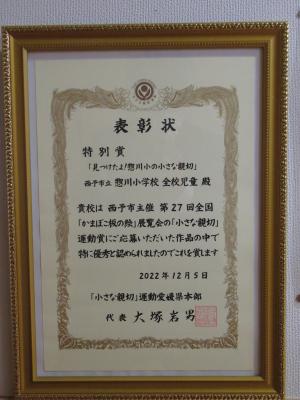 表彰状
特別賞
「見つけたよ！惣川小の小さな親切」
西予市立 惣川小学校 全校児童 殿
貴校は 西予市主催 第27回全国
「かまぼこ板の絵」展覧会の「小さな親切」
運動賞にご応募いただいた作品の中で
特に優秀と認められましたのでこれを賞します
2022年12月5日
「小さな親切」運動愛媛県本部
代表 大塚岩男